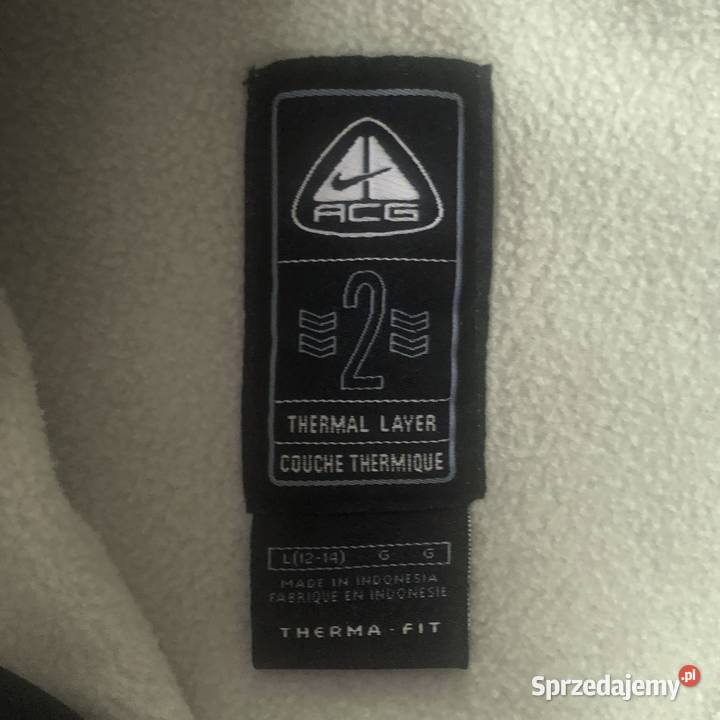 ACG
2
THERMAL LAYER
COUCHE THERMIQUE
L(12-14) G G
MADE IN INDONESIA
FABRIQUE EN INDONESIE
THERMA-FIT
Sprzedajemy.pl